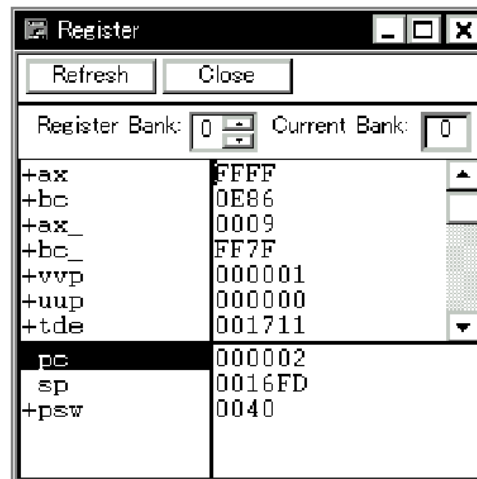 Register
Refresh Close
Register Bank: 0 Current Bank: 0
+ax FFFF
+bc 0E86
+ax_ 0009
+bc_ FF7F
+vvp 000001
+uup 000000
+tde 001711
pc 000002
sp 0016FD
+psw 0040